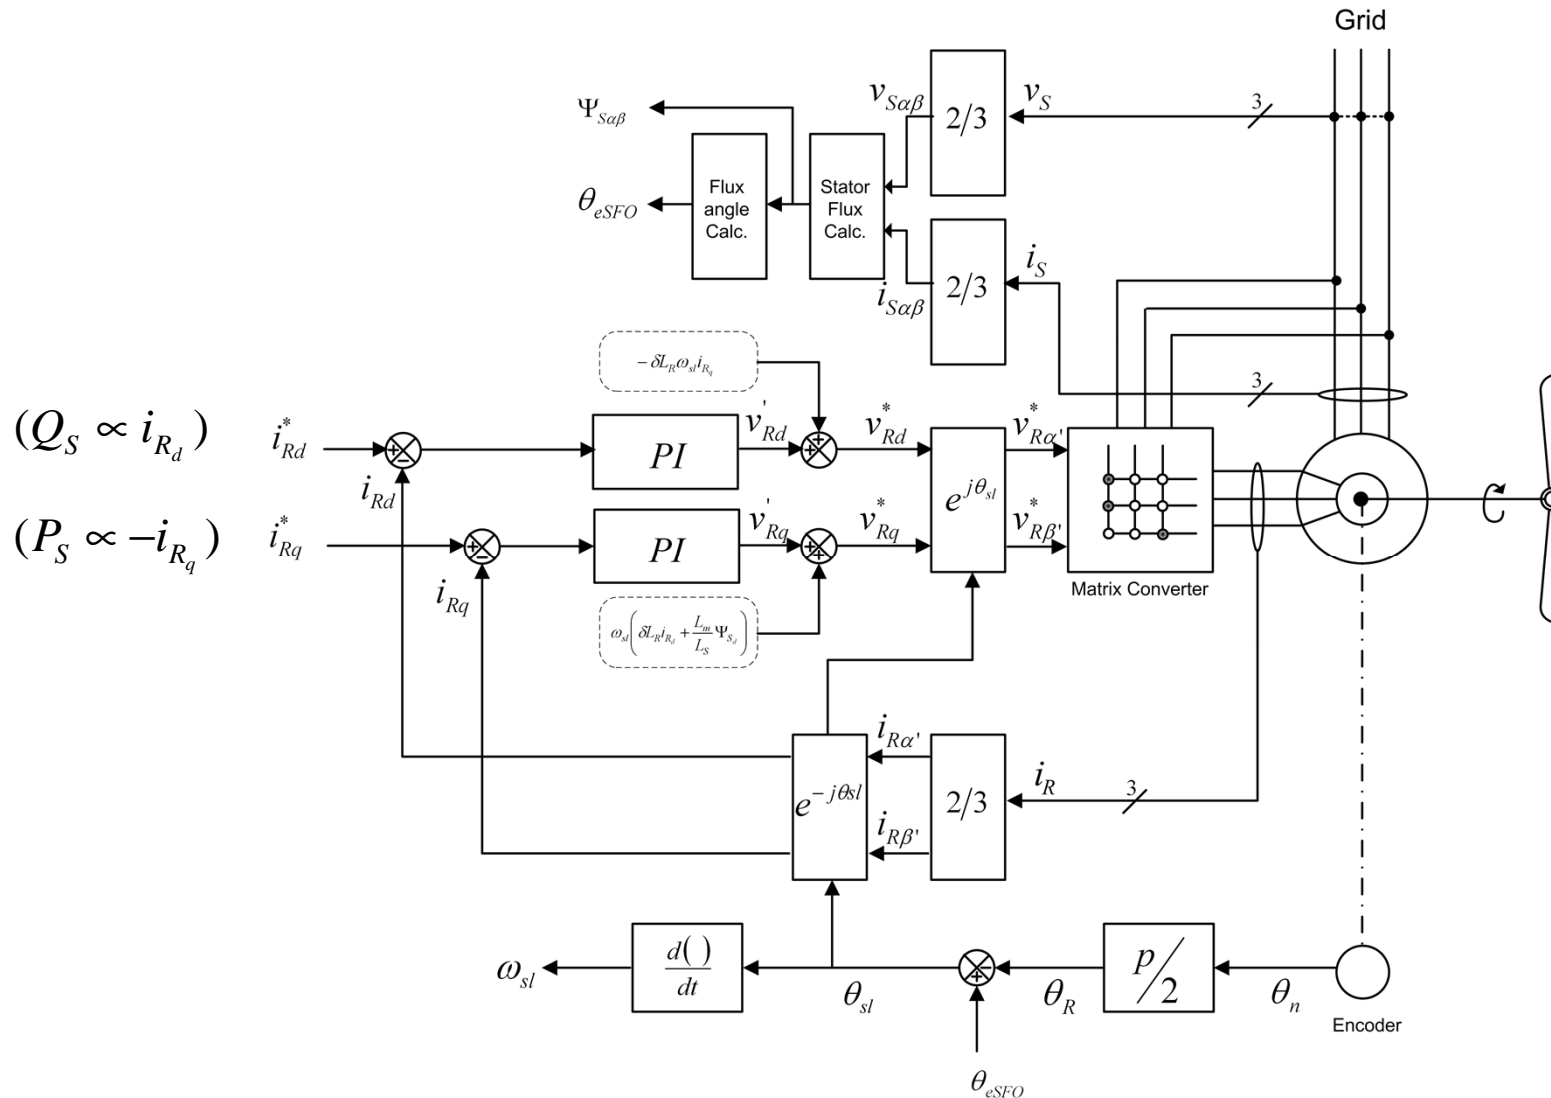 Grid
Ψ_{Sαβ}
v_{Sαβ}
2/3
v_S
3
θ_{eSFO}
Flux
angle
Calc.
Stator
Flux
Calc.
i_{Sαβ}
2/3
i_S
3
-δL_Rω_{sl}i_{R_q}
(Q_S ∝ i_{R_d})
i^*_{Rd}
+
−
i_{Rd}
PI
v^'_{Rd}
+
+
v^*_{Rd}
e^{jθ_{sl}}
v^*_{Rα'}
(P_S ∝ −i_{R_q})
i^*_{Rq}
+
−
i_{Rq}
PI
v^'_{Rq}
+
+
v^*_{Rq}
v^*_{Rβ'}
Matrix Converter
ω_{sl}(δL_Ri_{R_d} + \frac{L_m}{L_S}Ψ_{S_d})
e^{−jθsl}
i_{Rα'}
i_{Rβ'}
2/3
i_R
3
ω_{sl}
\frac{d( )}{dt}
θ_{sl}
−
+
θ_R
p/2
θ_n
Encoder
θ_{eSFO}